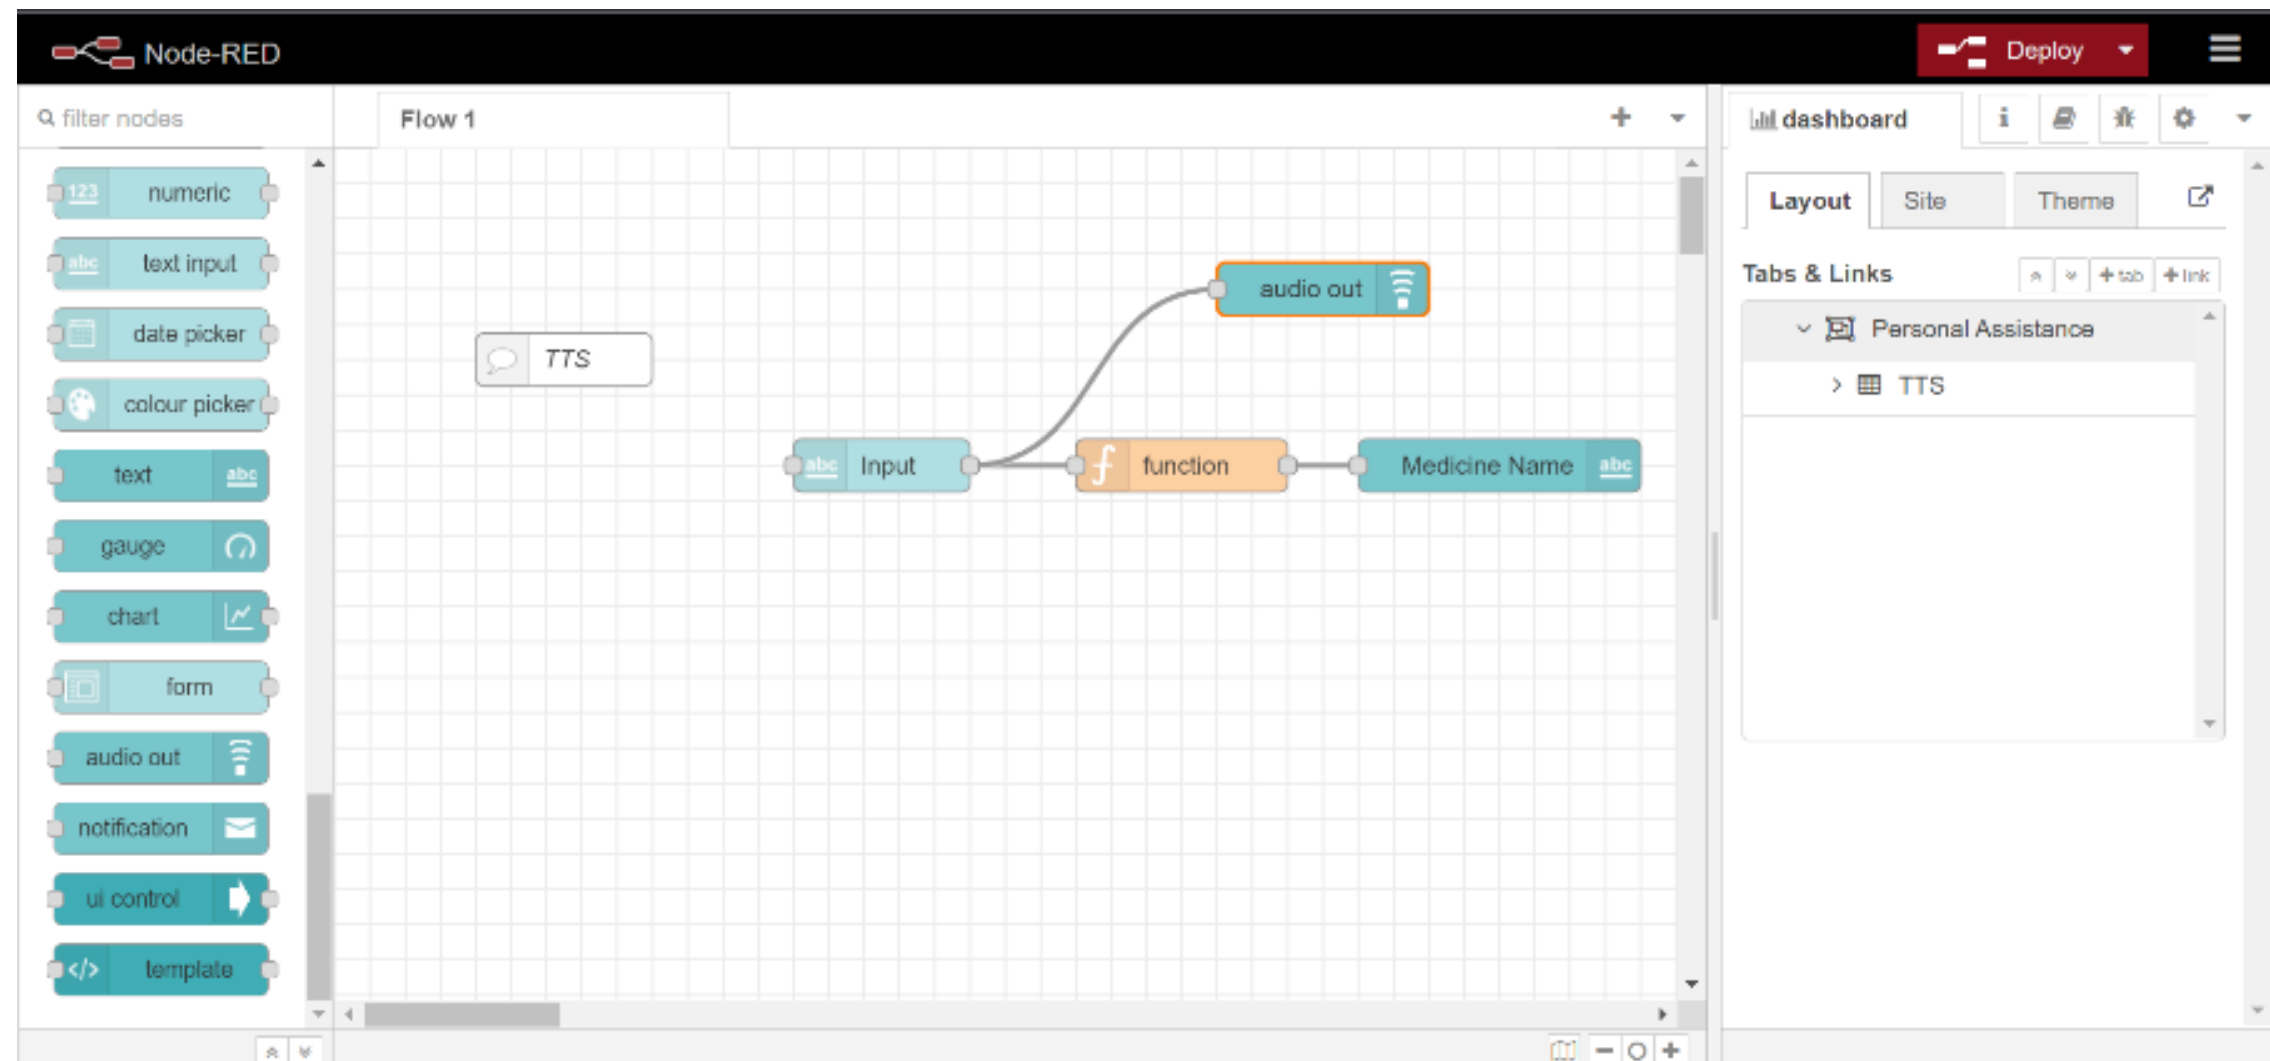 Node-RED
Deploy
filter nodes
Flow 1
dashboard
i
numeric
123
text input
abc
date picker
colour picker
text
abc
gauge
chart
form
audio out
notification
ui control
template
</>
TTS
audio out
abc
Input
f
function
Medicine Name
abc
Layout
Site
Theme
Tabs & Links
+ tab
+ link
Personal Assistance
TTS